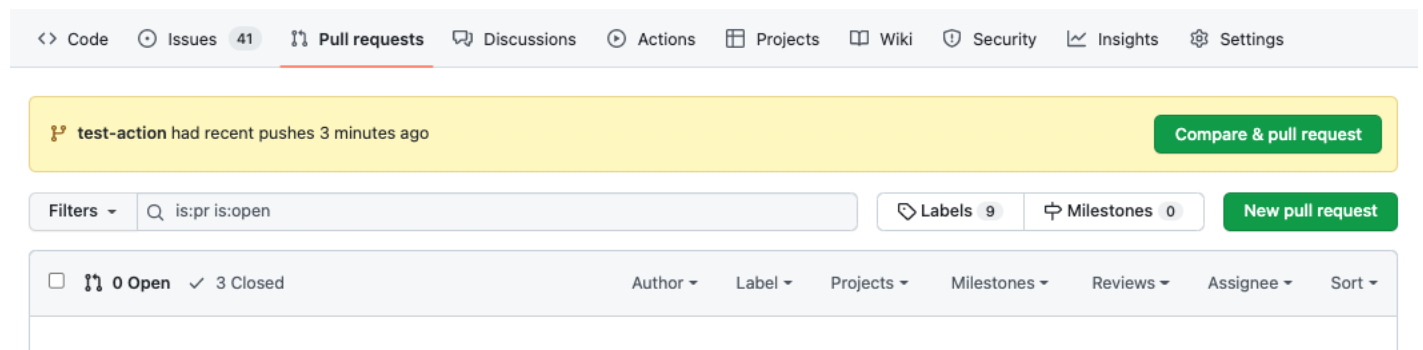 Code Issues 41 Pull requests Discussions Actions Projects Wiki Security Insights Settings
test-action had recent pushes 3 minutes ago Compare & pull request
Filters is:pr is:open Labels 9 Milestones 0 New pull request
0 Open 3 Closed Author Label Projects Milestones Reviews Assignee Sort